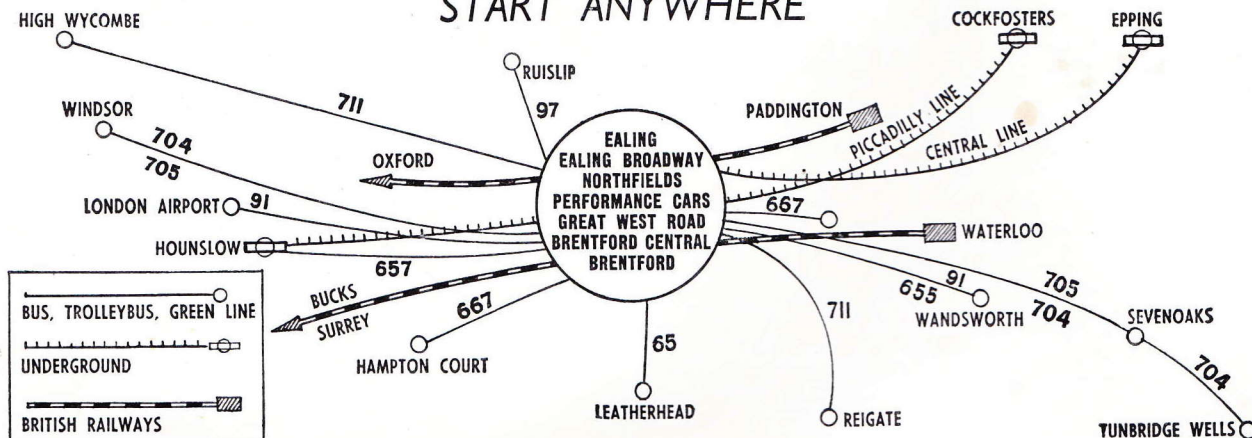 START ANYWHERE
HIGH WYCOMBE
COCKFOSTERS
EPPING
RUISLIP
711
97
WINDSOR
704
705
PADDINGTON
PICCADILLY LINE
CENTRAL LINE
OXFORD
EALING
EALING BROADWAY
NORTHFIELDS
PERFORMANCE CARS
GREAT WEST ROAD
BRENTFORD CENTRAL
BRENTFORD
LONDON AIRPORT
91
667
HOUNSLOW
WATERLOO
657
BUCKS
SURREY
667
91
655
WANDSWORTH
705
704
711
SEVENOAKS
HAMPTON COURT
65
704
LEATHERHEAD
REIGATE
TUNBRIDGE WELLS
BUS, TROLLEYBUS, GREEN LINE
UNDERGROUND
BRITISH RAILWAYS